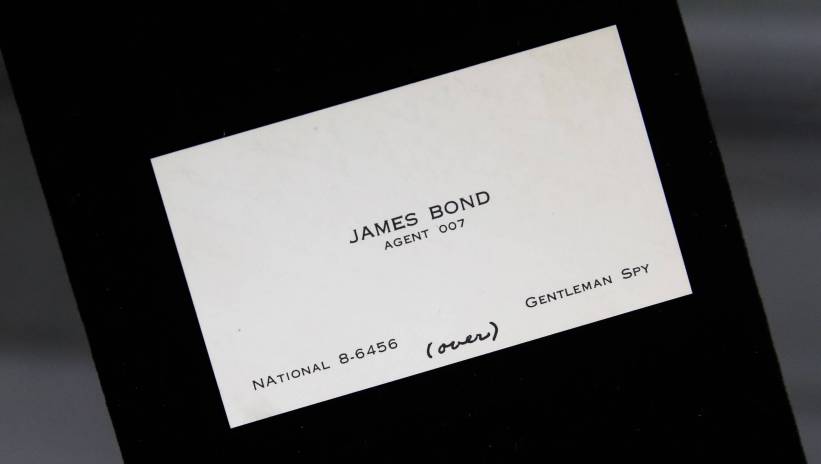 JAMES BOND
AGENT 007
GENTLEMAN SPY
NATIONAL 8-6456
(over)